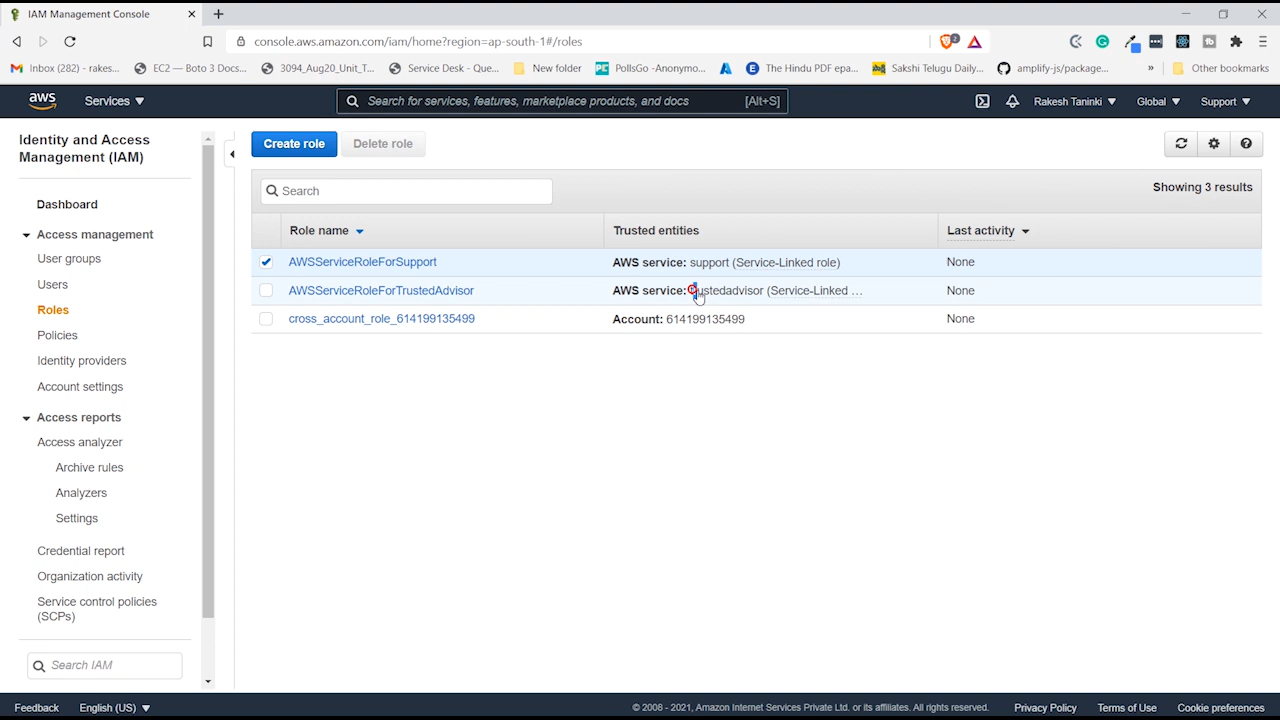 IAM Management Console
console.aws.amazon.com/iam/home?region=ap-south-1#/roles
2
Inbox (282) - rakes...
EC2 — Boto 3 Docs...
3094_Aug20_Unit_T...
Service Desk - Que...
New folder
PollsGo -Anonymo...
The Hindu PDF epa...
Sakshi Telugu Daily...
amplify-js/package...
»
Other bookmarks
aws
Services
Search for services, features, marketplace products, and docs
[Alt+S]
Rakesh Taninki
Global
Support
Identity and Access
Management (IAM)
Dashboard
Access management
User groups
Users
Roles
Policies
Identity providers
Account settings
Access reports
Access analyzer
Archive rules
Analyzers
Settings
Credential report
Organization activity
Service control policies
(SCPs)
Search IAM
Create role
Delete role
Search
Showing 3 results
Role name
Trusted entities
Last activity
AWSServiceRoleForSupport
AWS service: support (Service-Linked role)
None
AWSServiceRoleForTrustedAdvisor
AWS service: trustedadvisor (Service-Linked ...
None
cross_account_role_614199135499
Account: 614199135499
None
Feedback
English (US)
© 2008 - 2021, Amazon Internet Services Private Ltd. or its affiliates. All rights reserved.
Privacy Policy
Terms of Use
Cookie preferences